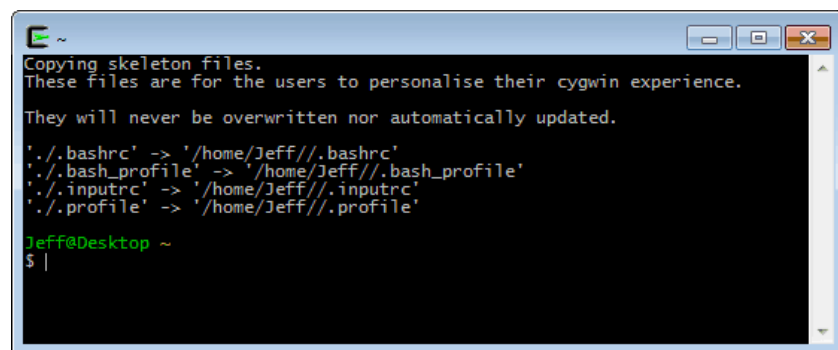 ~
Copying skeleton files.
These files are for the users to personalise their cygwin experience.
They will never be overwritten nor automatically updated.
'./.bashrc' -> '/home/Jeff//.bashrc'
'./.bash_profile' -> '/home/Jeff//.bash_profile'
'./.inputrc' -> '/home/Jeff//.inputrc'
'./.profile' -> '/home/Jeff//.profile'
Jeff@Desktop ~
$